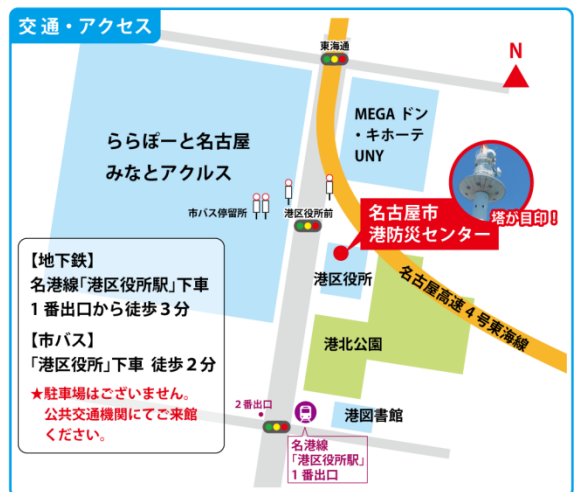 交通・アクセス
東海通
N
MEGA ドン
・キホーテ
UNY
ららぽーと名古屋
みなとアクルス
市バス停留所
港区役所前
名古屋市
港防災センター
塔が目印！
港区役所
名古屋高速4号東海線
港北公園
【地下鉄】
名港線「港区役所駅」下車
1番出口から徒歩3分
【市バス】
「港区役所」下車 徒歩2分
★駐車場はございません。
公共交通機関にてご来館
ください。
2番出口
港図書館
名港線
「港区役所駅」
1番出口